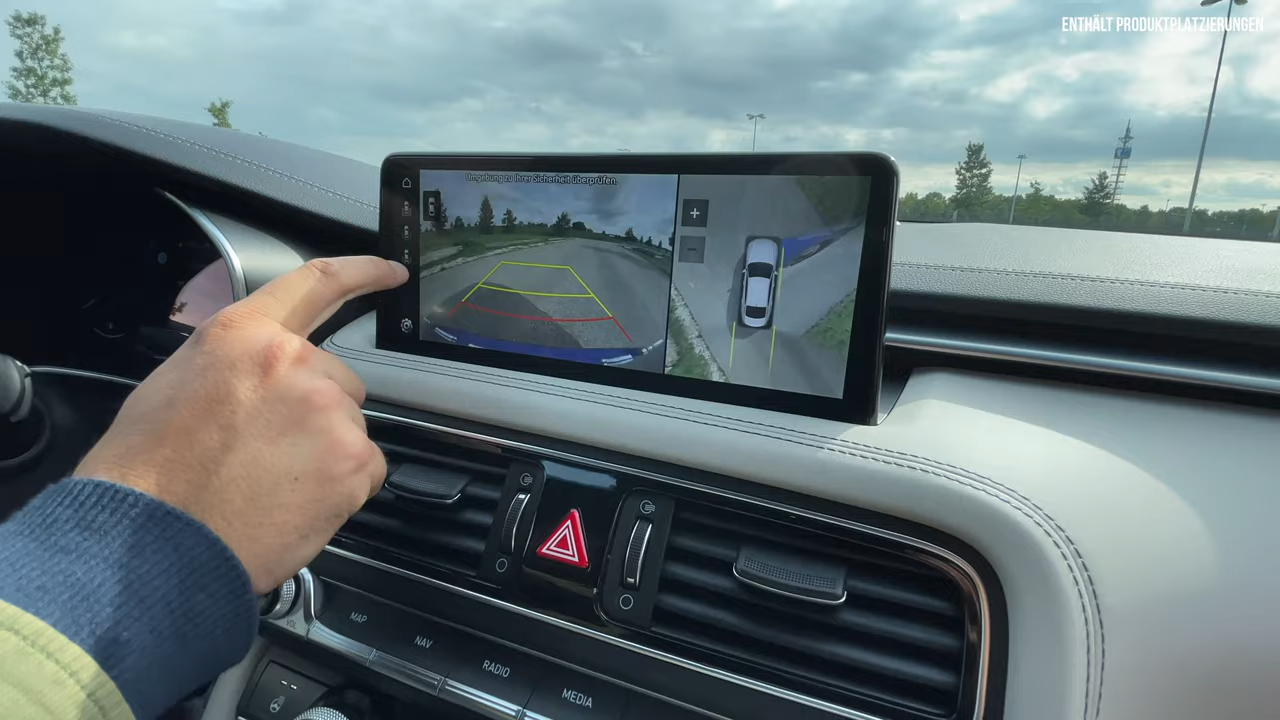 ENTHÄLT PRODUKTPLATZIERUNGEN
Umgebung zu Ihrer Sicherheit überprüfen.
+
-
VOL
MAP
NAV
RADIO
MEDIA